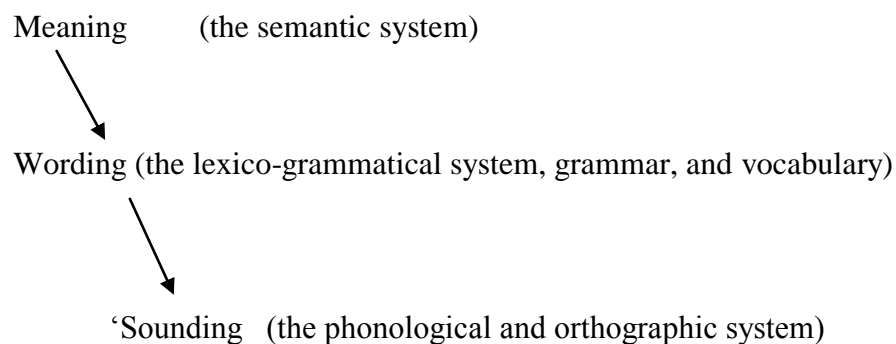 Meaning (the semantic system)
Wording (the lexico-grammatical system, grammar, and vocabulary)
‘Sounding (the phonological and orthographic system)